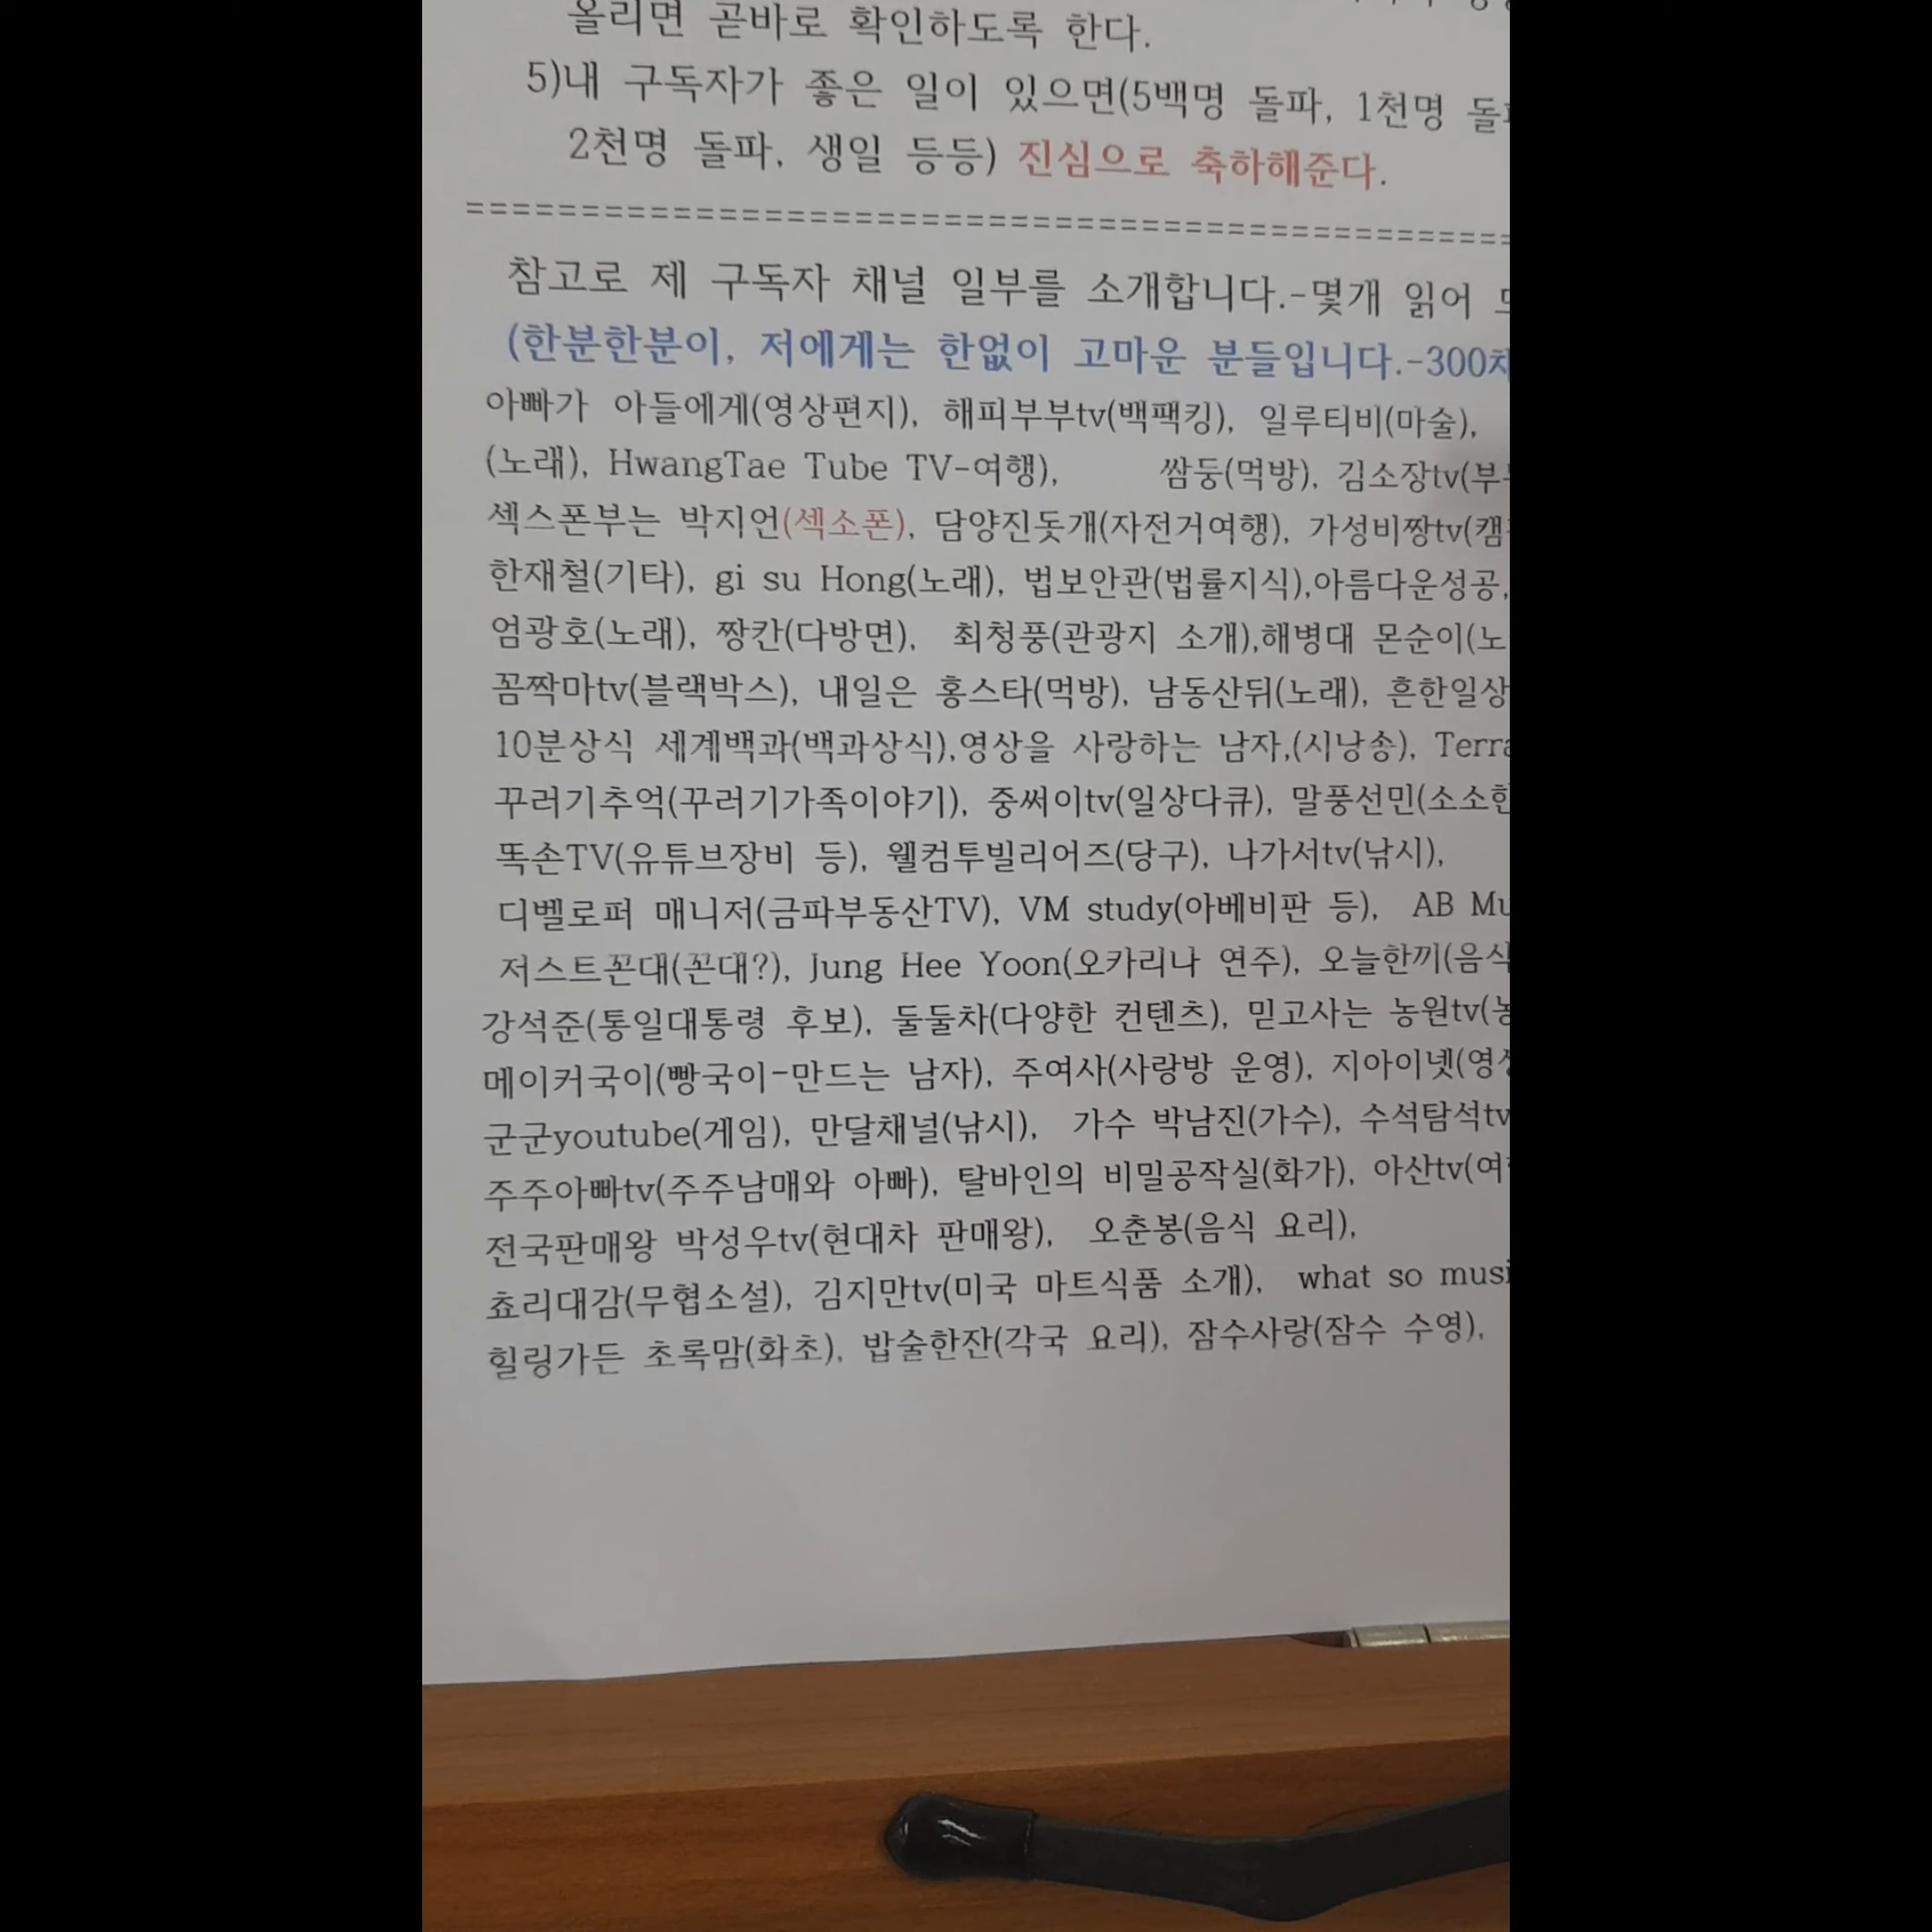 올리면 곧바로 확인하도록 한다.
5)내 구독자가 좋은 일이 있으면(5백명 돌파, 1천명
2천명 돌파, 생일 등등) 진심으로 축하해준다.
==================================================
참고로 제 구독자 채널 일부를 소개합니다.-몇개 읽어
(한분한분이, 저에게는 한없이 고마운 분들입니다.-300
아빠가 아들에게(영상편지), 해피부부tv(백팩킹), 일루티비(마술),
(노래), HwangTae Tube TV-여행), 쌈둥(먹방), 김소장tv(
섹스폰부는 박지언(섹소폰), 담양진돗개(자전거여행), 가성비짱tv(
한재철(기타), gi su Hong(노래), 법보안관(법률지식),아름다운성공,
엄광호(노래), 짱칸(다방면), 최청풍(관광지 소개),해병대 몬순이(노
꼼짝마tv(블랙박스), 내일은 홍스타(먹방), 남동산뒤(노래), 흔한일상
10분상식 세계백과(백과상식),영상을 사랑하는 남자,(시낭송),
꾸러기추억(꾸러기가족이야기), 중써이tv(일상다큐), 말풍선민(
똑손TV(유튜브장비 등), 웰컴투빌리어즈(당구), 나가서tv(낚시),
디벨로퍼 매니저(금파부동산TV), VM study(아베비판 등), AB
저스트꼰대(꼰대?), Jung Hee Yoon(오카리나 연주), 오늘한끼(음식
강석준(통일대통령 후보), 둘둘차(다양한 컨텐츠), 믿고사는 농원tv(
메이커국이(빵국이-만드는 남자), 주여사(사랑방 운영), 지아이넷(
군군youtube(게임), 만달채널(낚시), 가수 박남진(가수), 수석탐석tv
주주아빠tv(주주남매와 아빠), 탈바인의 비밀공작실(화가), 아산tv(
전국판매왕 박성우tv(현대차 판매왕), 오춘봉(음식 요리),
쵸리대감(무협소설), 김지만tv(미국 마트식품 소개), what so
힐링가든 초록맘(화초), 밥술한잔(각국 요리), 잠수사랑(잠수 수영),